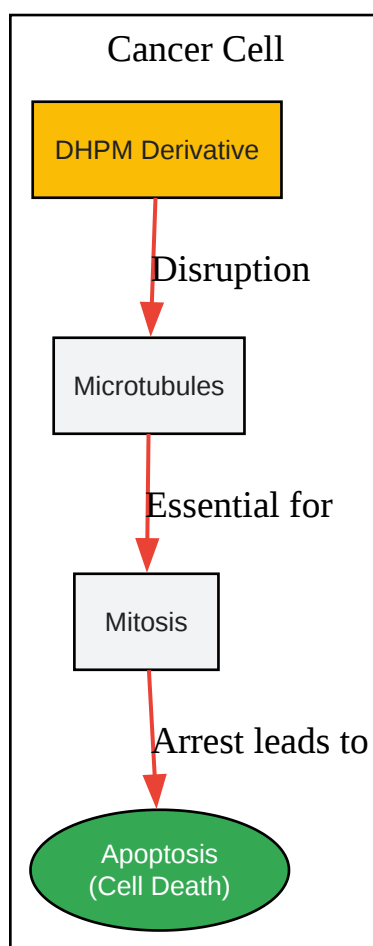 Cancer Cell
DHPM Derivative
Disruption
Microtubules
Essential for
Mitosis
Arrest leads to
Apoptosis
(Cell Death)